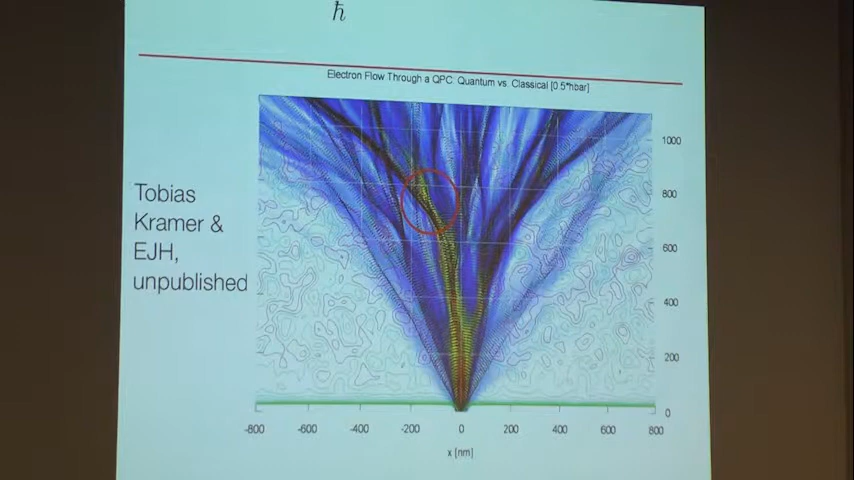 ħ
Electron Flow Through a QPC: Quantum vs. Classical [0.5*hbar]
Tobias
Kramer &
EJH,
unpublished
1000
800
600
400
200
0
-800 -600 -400 -200 0 200 400 600 800
x [nm]